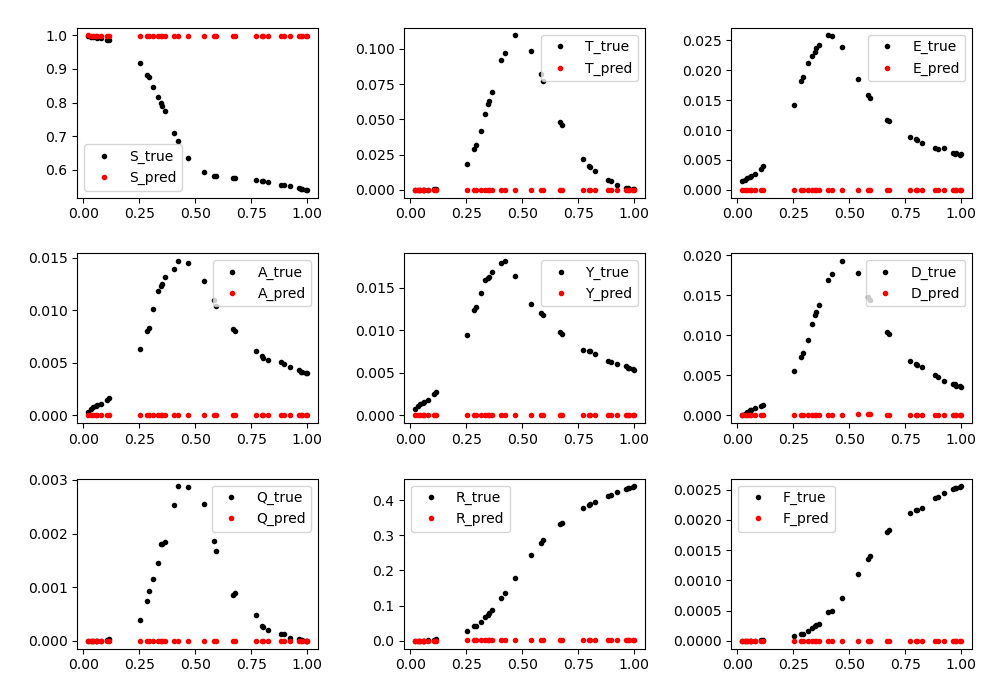 1.0
0.9
0.8
0.7
0.6
S_true
S_pred
0.00 0.25 0.50 0.75 1.00
0.100
0.075
0.050
0.025
0.000
T_true
T_pred
0.00 0.25 0.50 0.75 1.00
0.025
0.020
0.015
0.010
0.005
0.000
E_true
E_pred
0.00 0.25 0.50 0.75 1.00
0.015
0.010
0.005
0.000
A_true
A_pred
0.00 0.25 0.50 0.75 1.00
0.015
0.010
0.005
0.000
Y_true
Y_pred
0.00 0.25 0.50 0.75 1.00
0.020
0.015
0.010
0.005
0.000
D_true
D_pred
0.00 0.25 0.50 0.75 1.00
0.003
0.002
0.001
0.000
Q_true
Q_pred
0.00 0.25 0.50 0.75 1.00
0.4
0.3
0.2
0.1
0.0
R_true
R_pred
0.00 0.25 0.50 0.75 1.00
0.0025
0.0020
0.0015
0.0010
0.0005
0.0000
F_true
F_pred
0.00 0.25 0.50 0.75 1.00